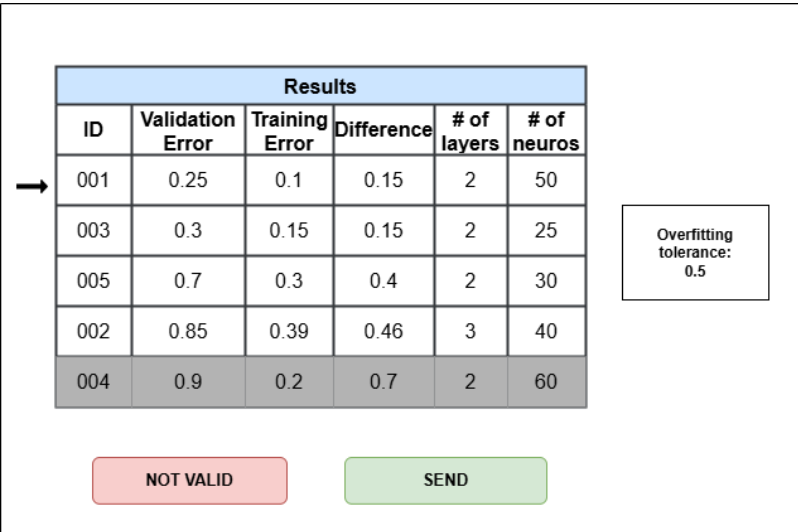 Results
ID Validation Error Training Error Difference # of layers # of neuros
001 0.25 0.1 0.15 2 50
003 0.3 0.15 0.15 2 25
005 0.7 0.3 0.4 2 30
002 0.85 0.39 0.46 3 40
004 0.9 0.2 0.7 2 60
Overfitting
tolerance:
0.5
NOT VALID
SEND